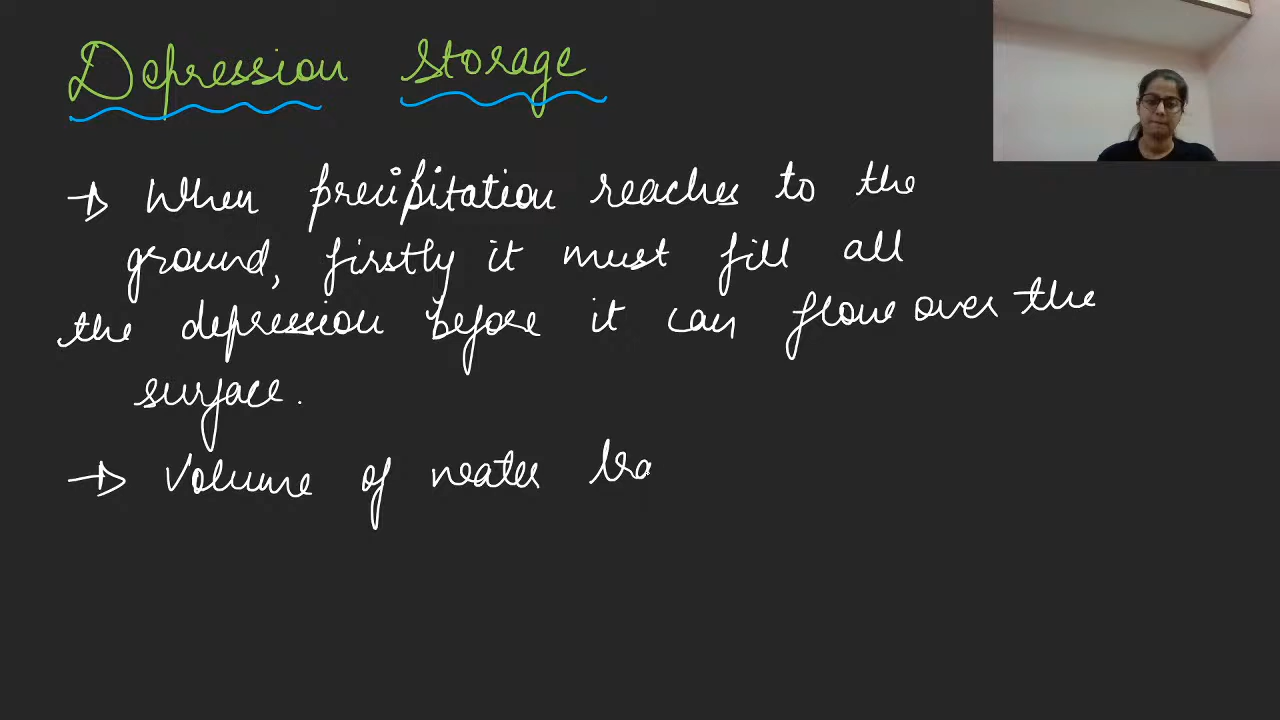 Depression storage
→ When precipitation reaches to the
ground, firstly it must fill all
the depression before it can flow over the
surface.
→ Volume of water tra